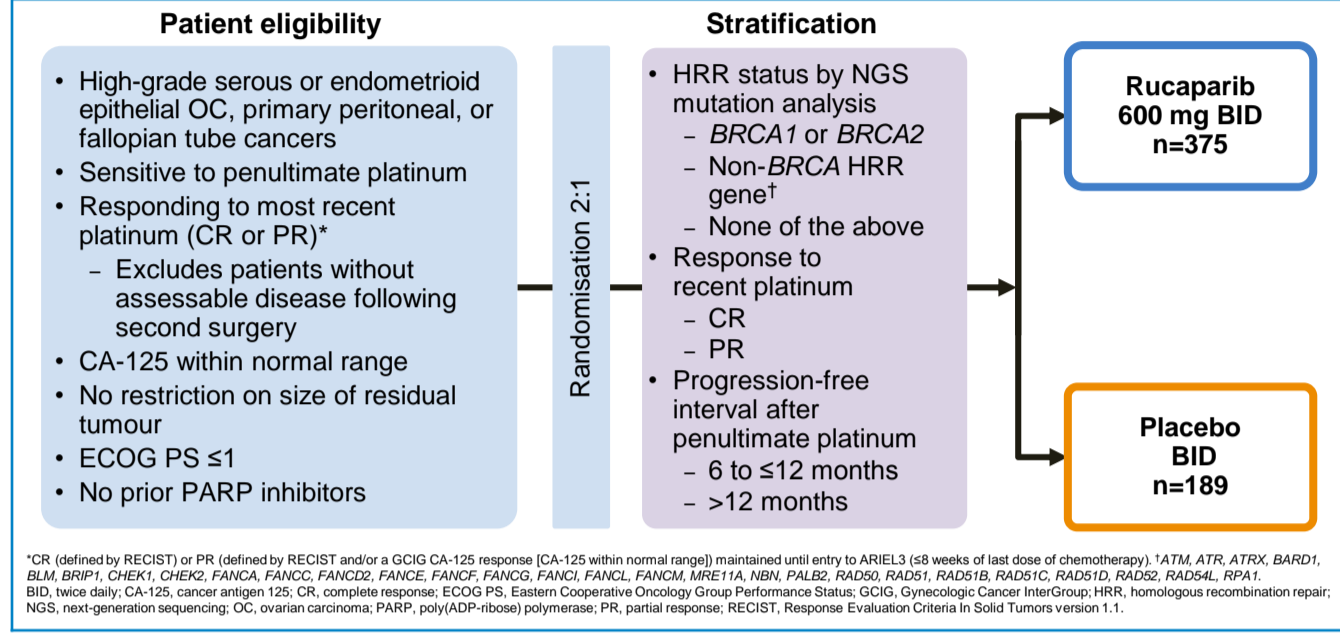 Patient eligibility
• High-grade serous or endometrioid
epithelial OC, primary peritoneal, or
fallopian tube cancers
• Sensitive to penultimate platinum
• Responding to most recent
platinum (CR or PR)*
– Excludes patients without
assessable disease following
second surgery
• CA-125 within normal range
• No restriction on size of residual
tumour
• ECOG PS ≤1
• No prior PARP inhibitors
Randomisation 2:1
Stratification
• HRR status by NGS
mutation analysis
– BRCA1 or BRCA2
– Non-BRCA HRR
gene†
– None of the above
• Response to
recent platinum
– CR
– PR
• Progression-free
interval after
penultimate platinum
– 6 to ≤12 months
– >12 months
Rucaparib
600 mg BID
n=375
Placebo
BID
n=189
*CR (defined by RECIST) or PR (defined by RECIST and/or a GCIG CA-125 response [CA-125 within normal range]) maintained until entry to ARIEL3 (≤8 weeks of last dose of chemotherapy). †ATM, ATR, ATRX, BARD1,
BLM, BRIP1, CHEK1, CHEK2, FANCA, FANCC, FANCD2, FANCE, FANCF, FANCG, FANCI, FANCL, FANCM, MRE11A, NBN, PALB2, RAD50, RAD51, RAD51B, RAD51C, RAD51D, RAD52, RAD54L, RPA1.
BID, twice daily; CA-125, cancer antigen 125; CR, complete response; ECOG PS, Eastern Cooperative Oncology Group Performance Status; GCIG, Gynecologic Cancer InterGroup; HRR, homologous recombination repair;
NGS, next-generation sequencing; OC, ovarian carcinoma; PARP, poly(ADP-ribose) polymerase; PR, partial response; RECIST, Response Evaluation Criteria In Solid Tumors version 1.1.